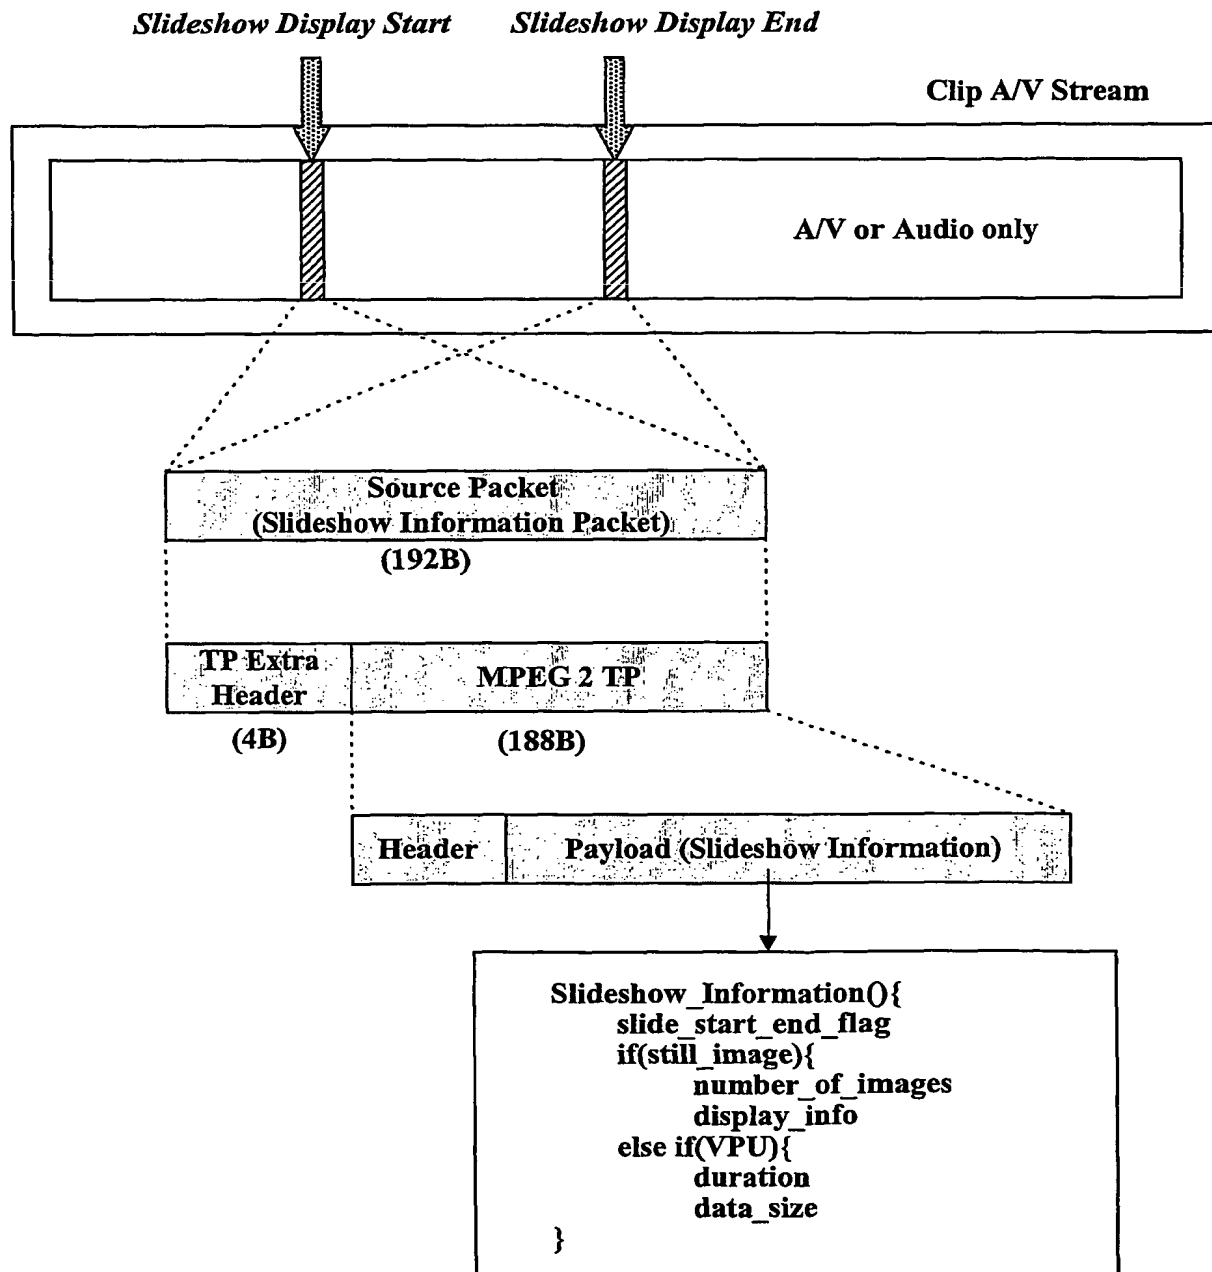 Slideshow Display Start
Slideshow Display End
Clip A/V Stream
A/V or Audio only
Source Packet
(Slideshow Information Packet)
(192B)
TP Extra
Header
MPEG 2 TP
(4B)
(188B)
Header
Payload (Slideshow Information)
Slideshow_Information(){
slide_start_end_flag
if(still_image){
number_of_images
display_info
else if(VPU){
duration
data_size
}